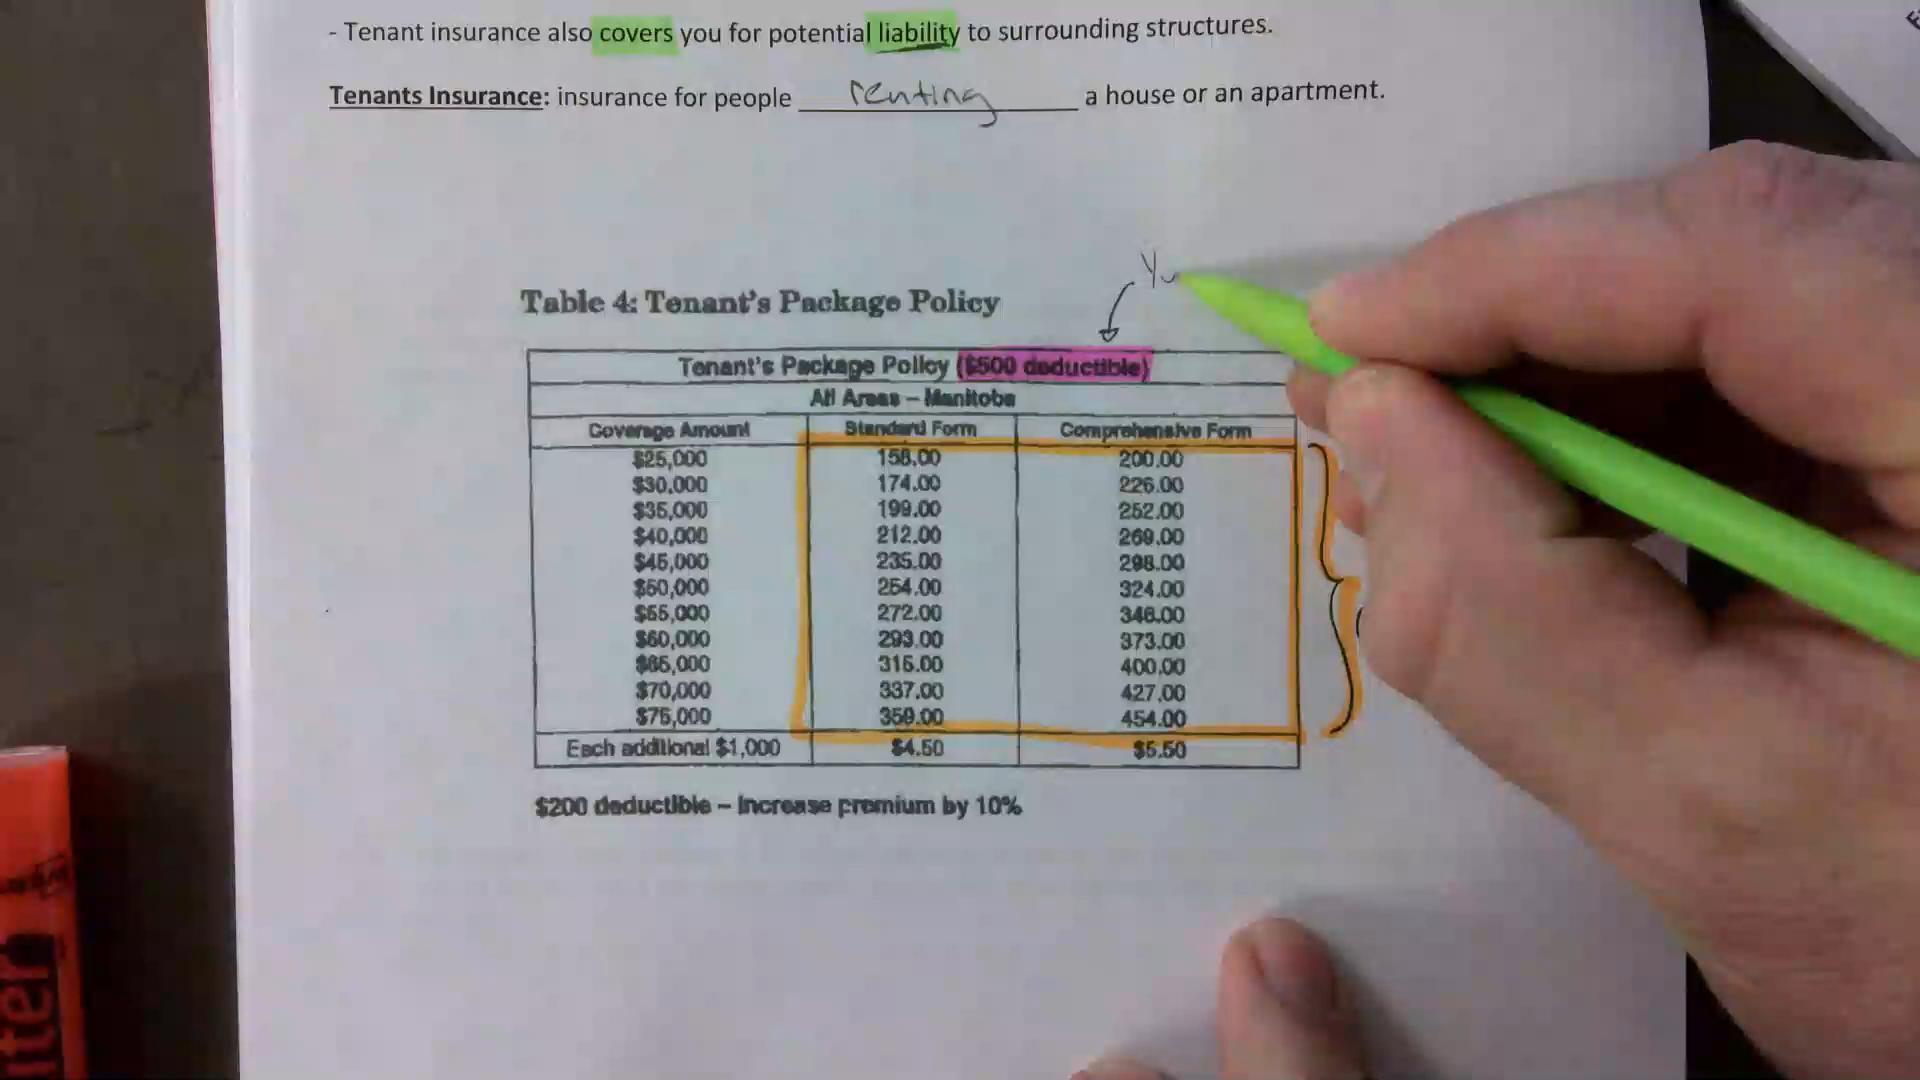 - Tenant insurance also covers you for potential liability to surrounding structures.
Tenants Insurance: insurance for people renting a house or an apartment.
Yu
Table 4: Tenant's Package Policy
Tenant's Package Policy ($500 deductible)
All Areas – Manitoba
Coverage Amount Standard Form Comprehensive Form
$25,000 158.00 200.00
$30,000 174.00 226.00
$35,000 199.00 252.00
$40,000 212.00 269.00
$45,000 235.00 298.00
$50,000 254.00 324.00
$55,000 272.00 346.00
$60,000 293.00 373.00
$65,000 315.00 400.00
$70,000 337.00 427.00
$75,000 359.00 454.00
Each additional $1,000 $4.50 $5.50
$200 deductible – Increase premium by 10%